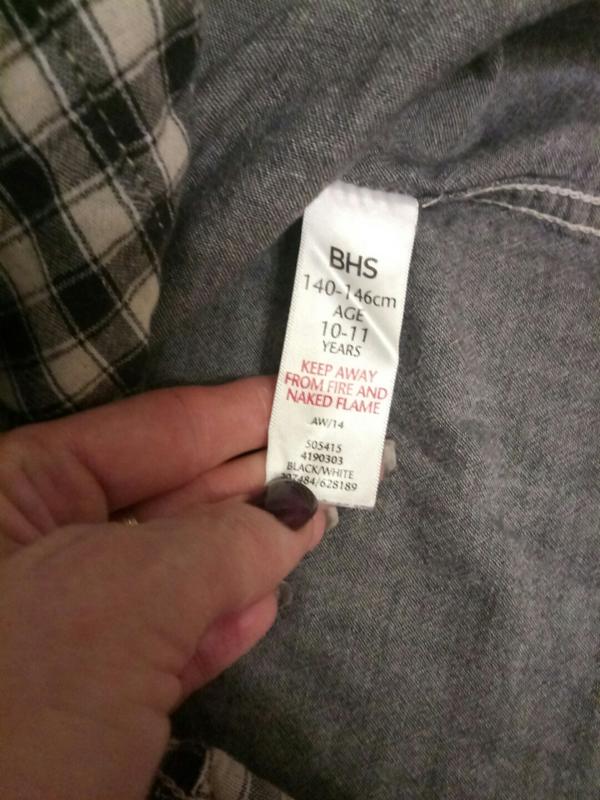 BHS
140-146cm
AGE
10-11
YEARS
KEEP AWAY
FROM FIRE AND
NAKED FLAME
AW/14
505415
4190303
BLACK/WHITE